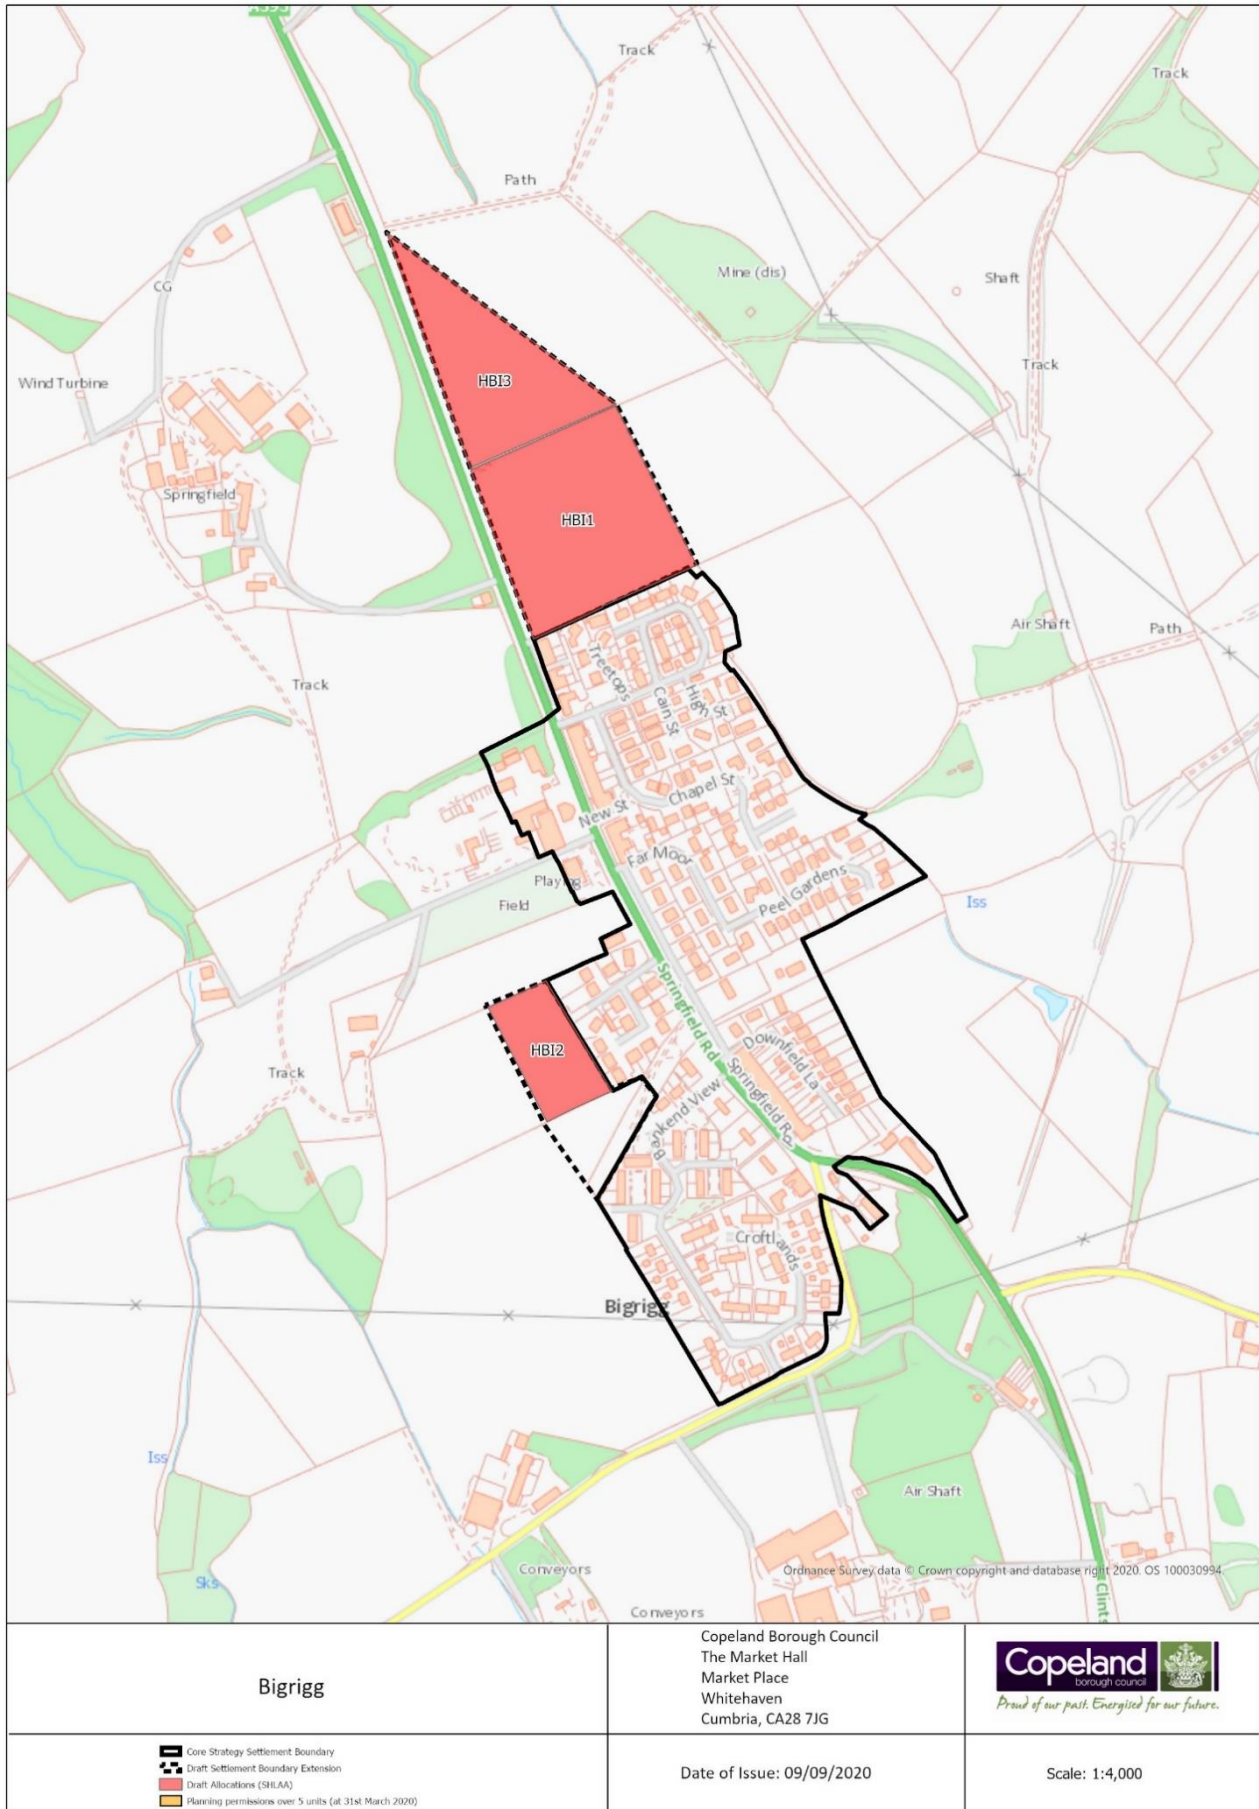 A595
Track
Track
Path
Mine (dis)
Shaft
CG
Track
Wind Turbine
HBI3
Springfield
HBI1
Air Shaft
Path
Track
Treetops
Cain St
High St
Chapel St
New St
Far Moor
Playing
Field
Peel Gardens
Iss
Springfield Rd
HBI2
Downfield La
Track
Bankend View
Springfield Rd
Croftlands
Bigrigg
Iss
Air Shaft
Sks
Conveyors
Ordnance Survey data © Crown copyright and database right 2020. OS 100030994.
Clints
Conveyors
Bigrigg
Copeland Borough Council
The Market Hall
Market Place
Whitehaven
Cumbria, CA28 7JG
Copeland
borough council
Proud of our past. Energised for our future.
Core Strategy Settlement Boundary
Draft Settlement Boundary Extension
Draft Allocations (SHLAA)
Planning permissions over 5 units (at 31st March 2020)
Date of Issue: 09/09/2020
Scale: 1:4,000